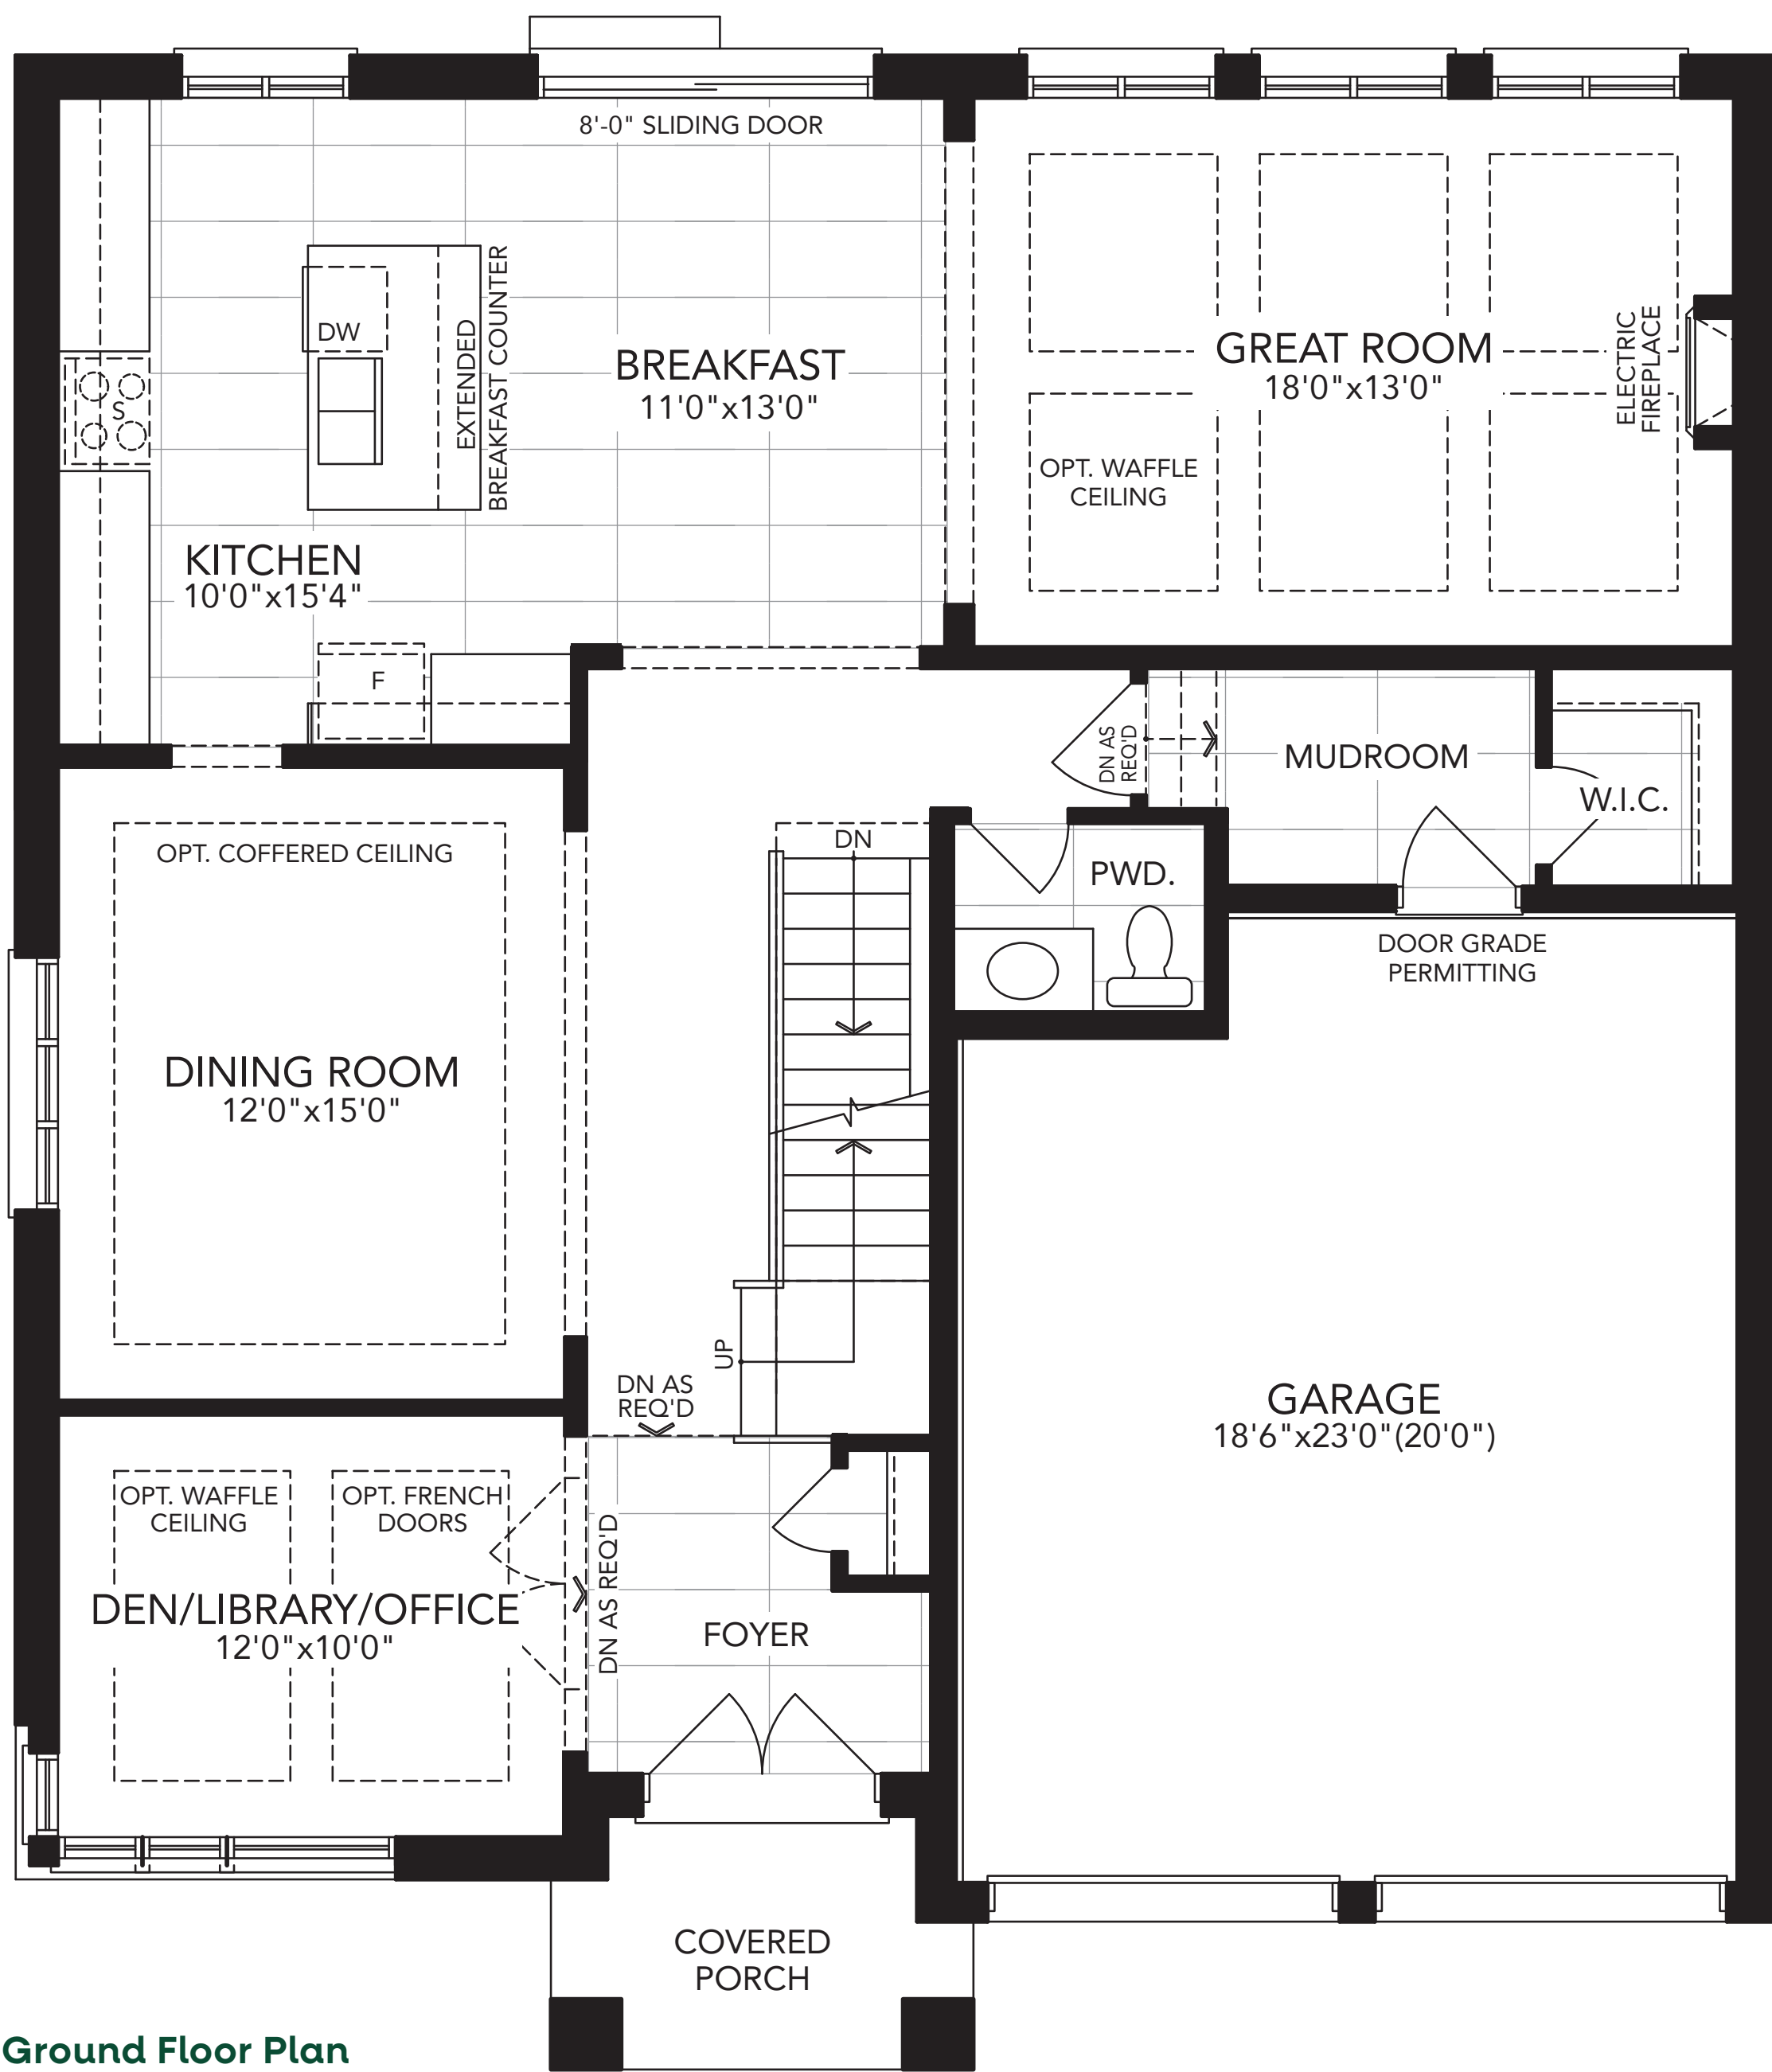 8'-0" SLIDING DOOR
DW
EXTENDED
BREAKFAST COUNTER
S
BREAKFAST
11'0"x13'0"
GREAT ROOM
18'0"x13'0"
ELECTRIC
FIREPLACE
OPT. WAFFLE
CEILING
KITCHEN
10'0"x15'4"
F
DN AS
REQ'D
MUDROOM
W.I.C.
OPT. COFFERED CEILING
DN
PWD.
DOOR GRADE
PERMITTING
DINING ROOM
12'0"x15'0"
UP
DN AS
REQ'D
GARAGE
18'6"x23'0"(20'0")
OPT. WAFFLE
CEILING
OPT. FRENCH
DOORS
DN AS REQ'D
DEN/LIBRARY/OFFICE
12'0"x10'0"
FOYER
COVERED
PORCH
Ground Floor Plan